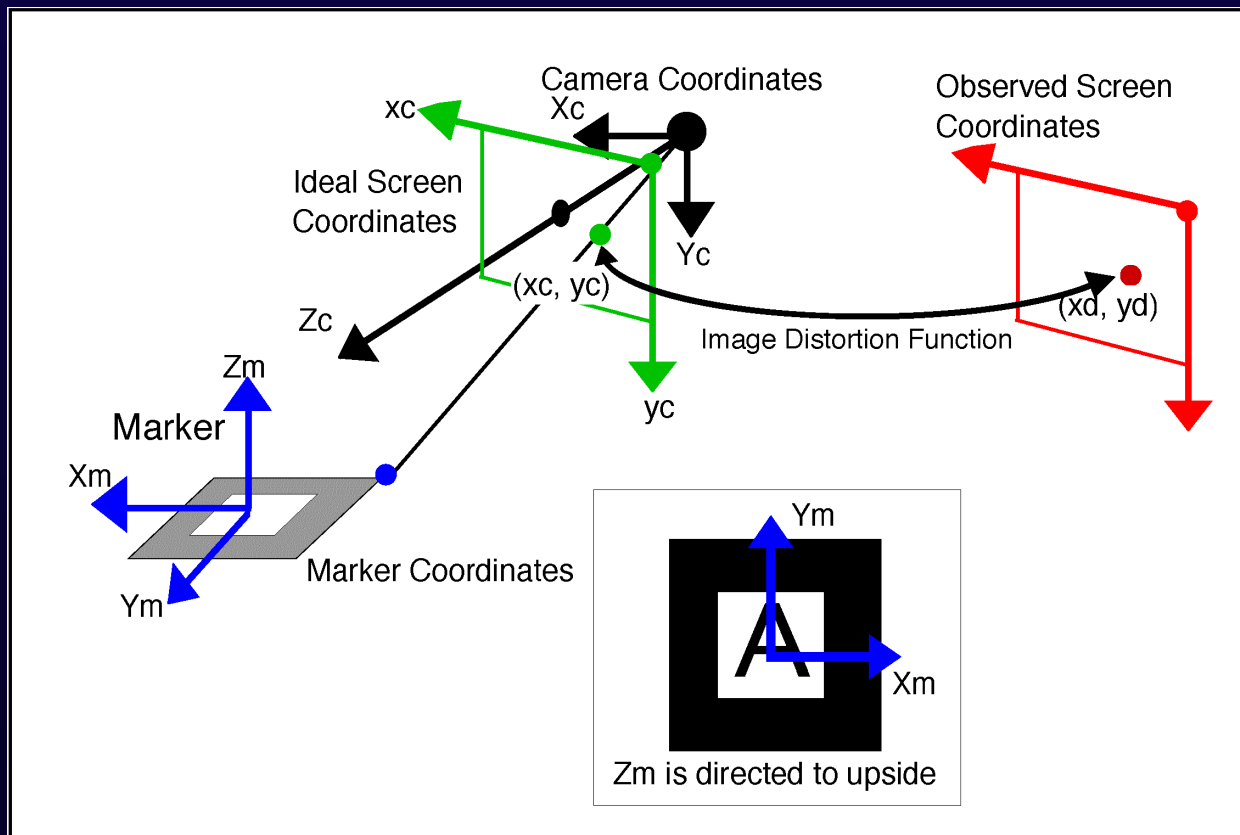 Camera Coordinates
Observed Screen
Coordinates
xc
Xc
Ideal Screen
Coordinates
Yc
(xc, yc)
(xd, yd)
Zc
Image Distortion Function
Zm
yc
Marker
Xm
Ym
Marker Coordinates
Ym
A
Xm
Zm is directed to upside